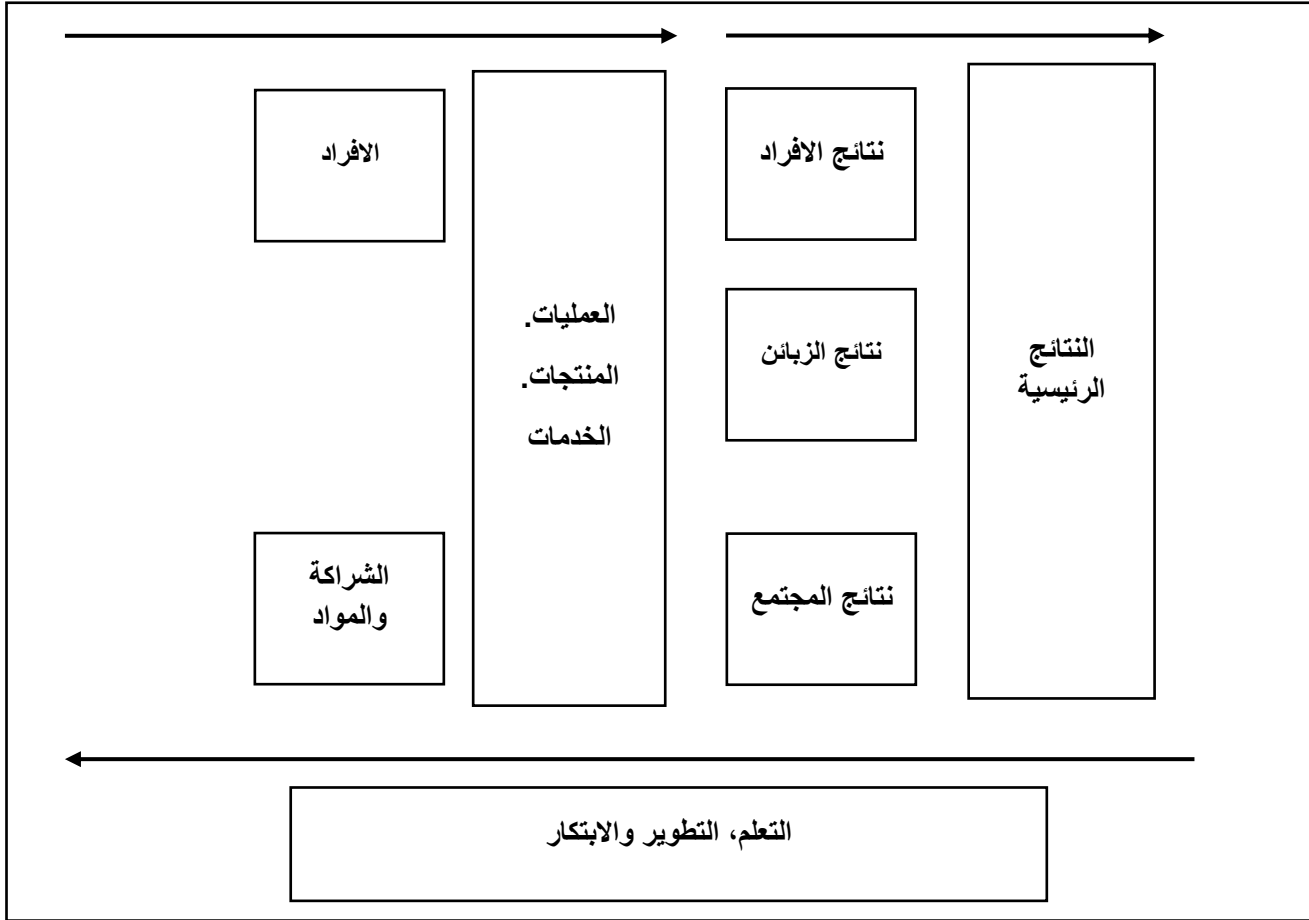 نتائج الافراد
الافراد
العمليات.
المنتجات.
الخدمات
نتائج الزبائن
النتائج
الرئيسية
الشراكة
والمواد
نتائج المجتمع
التعلم، التطوير والابتكار